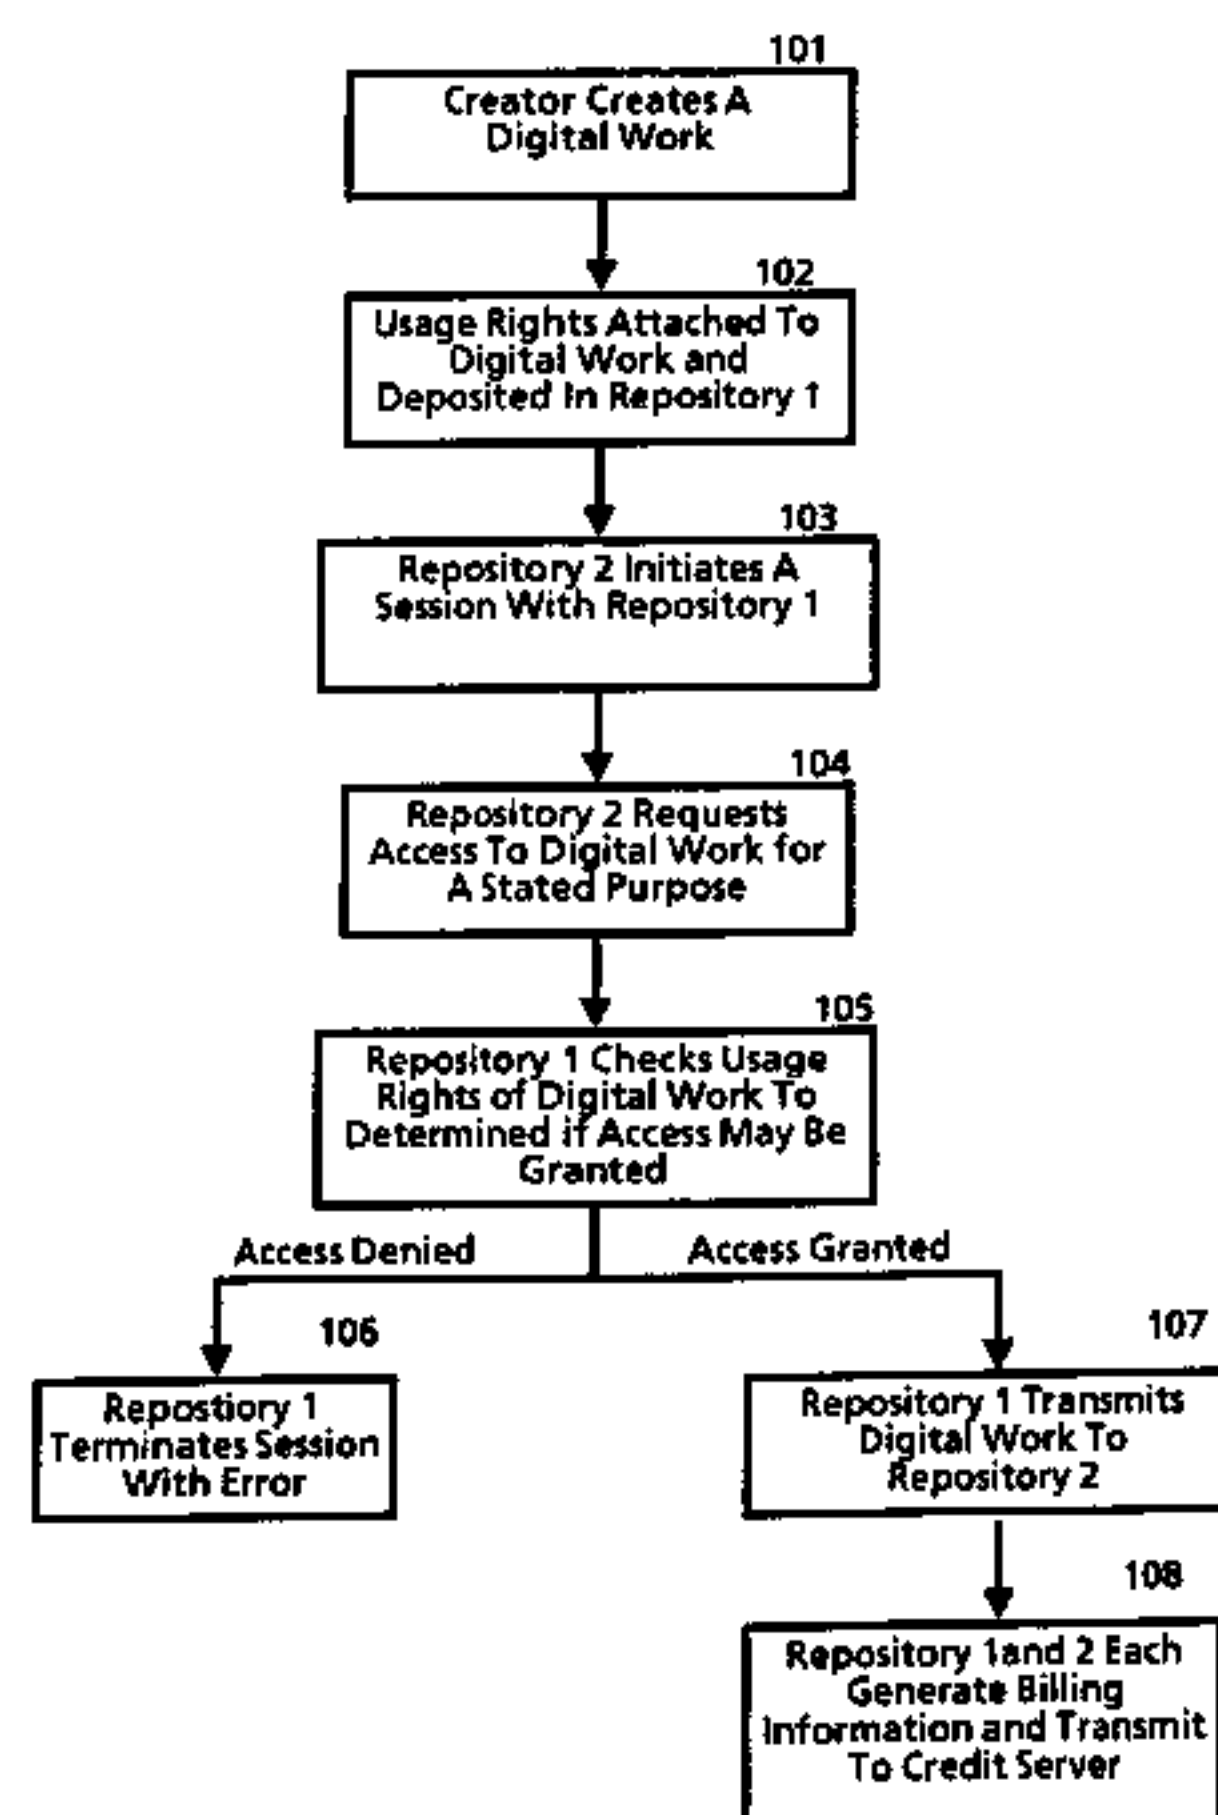 101
Creator Creates A
Digital Work
102
Usage Rights Attached To
Digital Work and
Deposited In Repository 1
103
Repository 2 Initiates A
Session With Repository 1
104
Repository 2 Requests
Access To Digital Work for
A Stated Purpose
105
Repository 1 Checks Usage
Rights of Digital Work To
Determined if Access May Be
Granted
Access Denied
Access Granted
106
Repostiory 1
Terminates Session
With Error
107
Repository 1 Transmits
Digital Work To
Repository 2
108
Repository 1and 2 Each
Generate Billing
Information and Transmit
To Credit Server